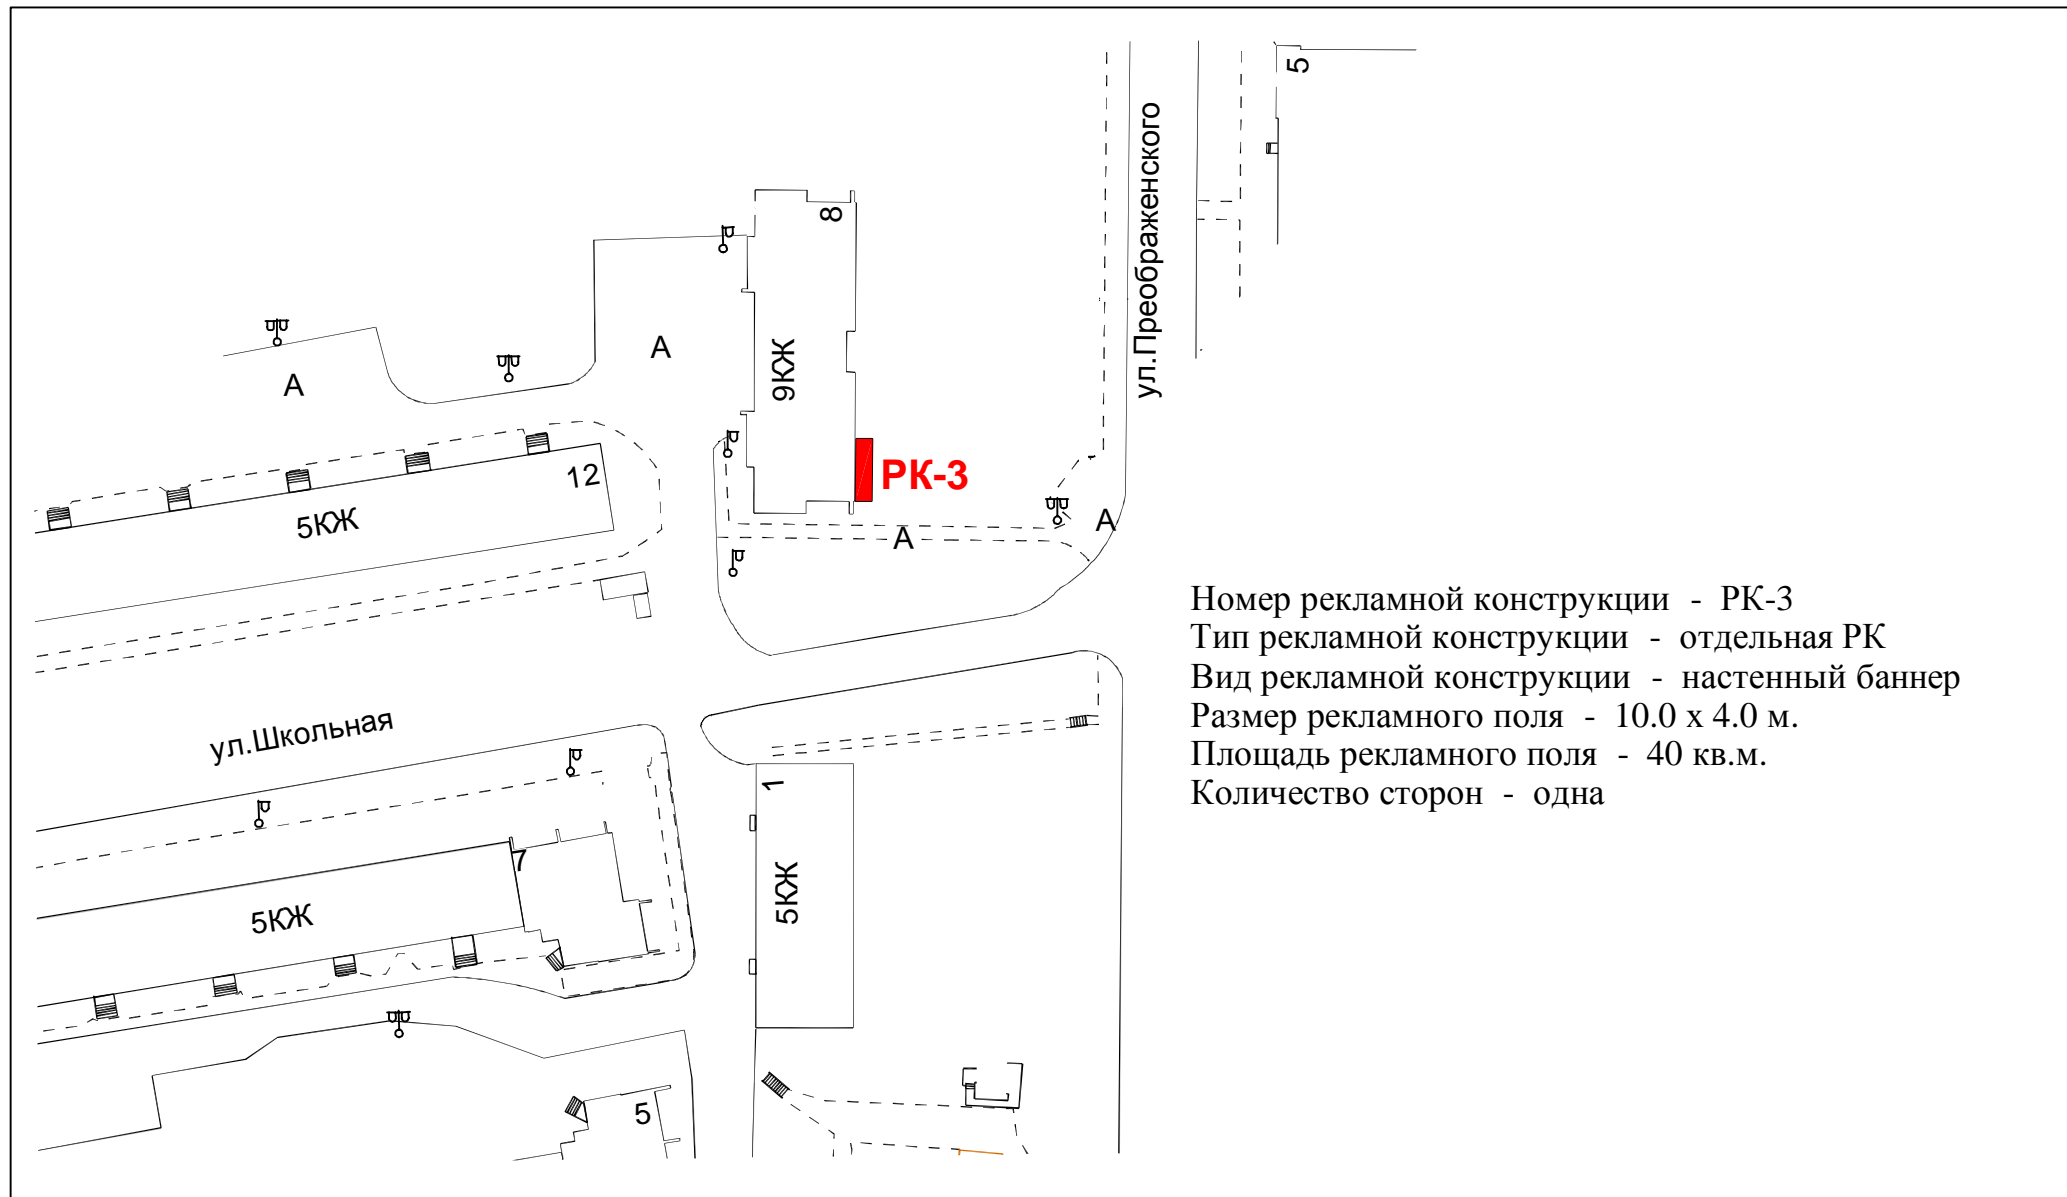 5
ул.Преображенского
8
А
9КЖ
А
РК-3
12
5КЖ
А
А
Номер рекламной конструкции - РК-3
Тип рекламной конструкции - отдельная РК
Вид рекламной конструкции - настенный баннер
Размер рекламного поля - 10.0 х 4.0 м.
Площадь рекламного поля - 40 кв.м.
Количество сторон - одна
ул.Школьная
1
7
5КЖ
5КЖ
5